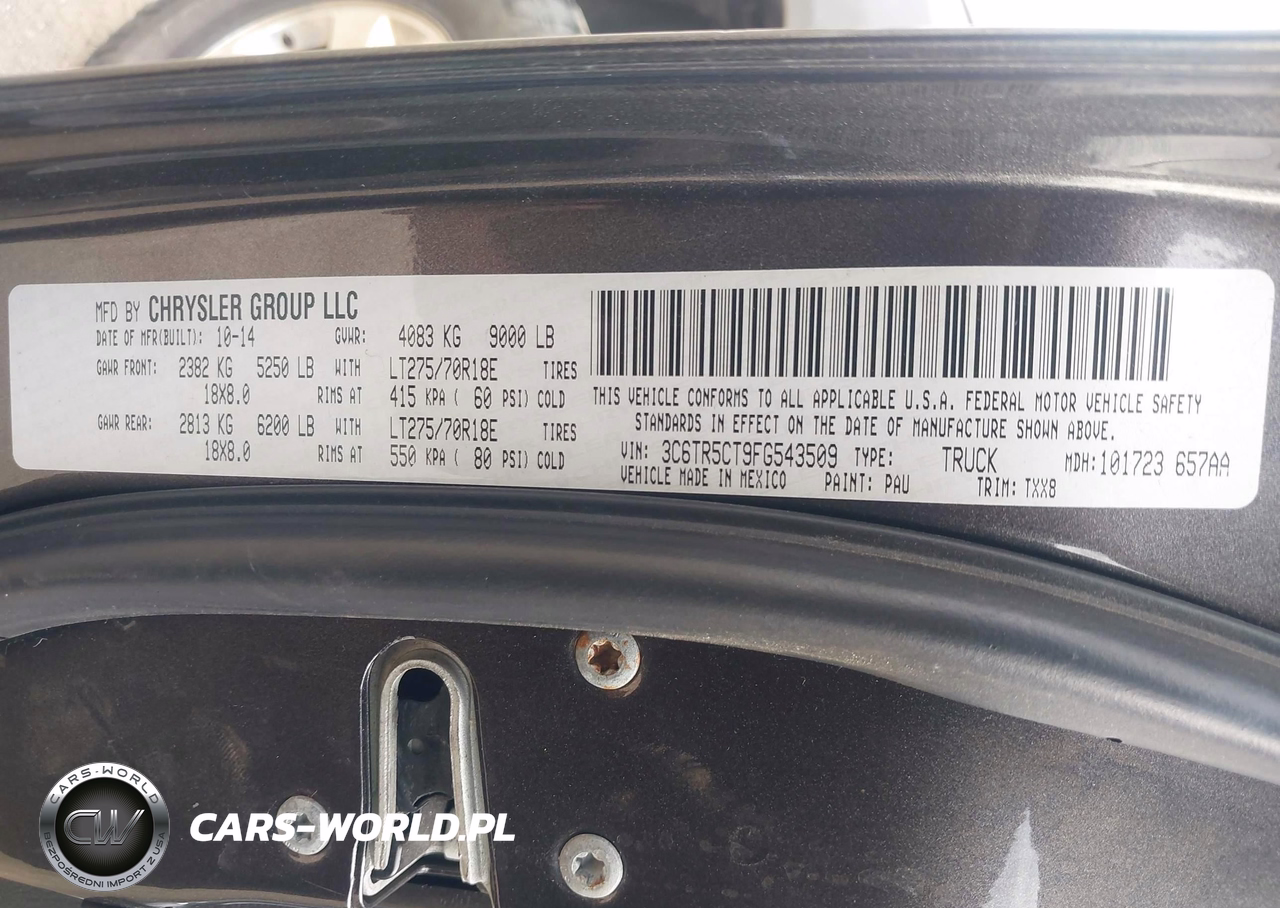 MFD BY CHRYSLER GROUP LLC
DATE OF MFR(BUILT): 10-14 GVWR: 4083 KG 9000 LB
GAWR FRONT: 2382 KG 5250 LB WITH LT275/70R18E TIRES
18X8.0 RIMS AT 415 KPA ( 60 PSI) COLD
GAWR REAR: 2813 KG 6200 LB WITH LT275/70R18E TIRES
18X8.0 RIMS AT 550 KPA ( 80 PSI) COLD
THIS VEHICLE CONFORMS TO ALL APPLICABLE U.S.A. FEDERAL MOTOR VEHICLE SAFETY
STANDARDS IN EFFECT ON THE DATE OF MANUFACTURE SHOWN ABOVE.
VIN: 3C6TR5CT9FG543509 TYPE: TRUCK MDH: 101723 657AA
VEHICLE MADE IN MEXICO PAINT: PAU TRIM: TXX8
CARS-WORLD
CW
BEZPOŚREDNI IMPORT Z USA
CARS-WORLD.PL